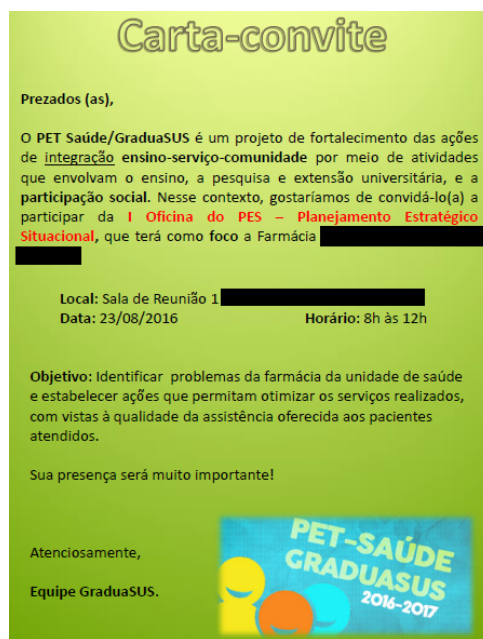 Carta-convite
Prezados (as),
O PET Saúde/GraduaSUS é um projeto de fortalecimento das ações
de integração ensino-serviço-comunidade por meio de atividades
que envolvam o ensino, a pesquisa e extensão universitária, e a
participação social. Nesse contexto, gostaríamos de convidá-lo(a) a
participar da I Oficina do PES – Planejamento Estratégico
Situacional, que terá como foco a Farmácia
Local: Sala de Reunião 1
Data: 23/08/2016 Horário: 8h às 12h
Objetivo: Identificar problemas da farmácia da unidade de saúde
e estabelecer ações que permitam otimizar os serviços realizados,
com vistas à qualidade da assistência oferecida aos pacientes
atendidos.
Sua presença será muito importante!
Atenciosamente,
Equipe GraduaSUS.
PET-SAÚDE
GRADUASUS
2016-2017